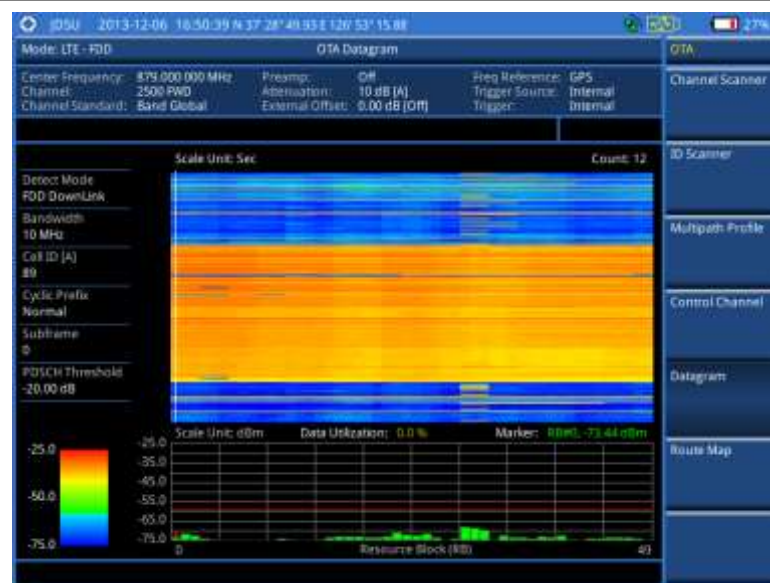 JDSU 2013-12-06 16:50:39 N 37° 28' 49.93 E 126° 53' 15.88 27%
Mode: LTE - FDD OTA Datagram OTA
Center Frequency: 879.000 000 MHz Preamp: Off Freq Reference: GPS
Channel: 2500 FWD Attenuation: 10 dB [A] Trigger Source: Internal
Channel Standard: Band Global External Offset: 0.00 dB [Off] Trigger: Internal
Channel Scanner
Scale Unit: Sec Count: 12
ID Scanner
Detect Mode
FDD DownLink
Bandwidth
10 MHz
Multipath Profile
Cell ID [A]
89
Cyclic Prefix
Normal
Control Channel
Subframe
0
PDSCH Threshold
-20.00 dB
Datagram
Scale Unit: dBm Data Utilization: 0.0 % Marker: RB#0, -73.44 dBm
Route Map
-25.0
-50.0
-75.0
-25.0
-35.0
-45.0
-55.0
-65.0
-75.0
0 Resource Block (RB) 49